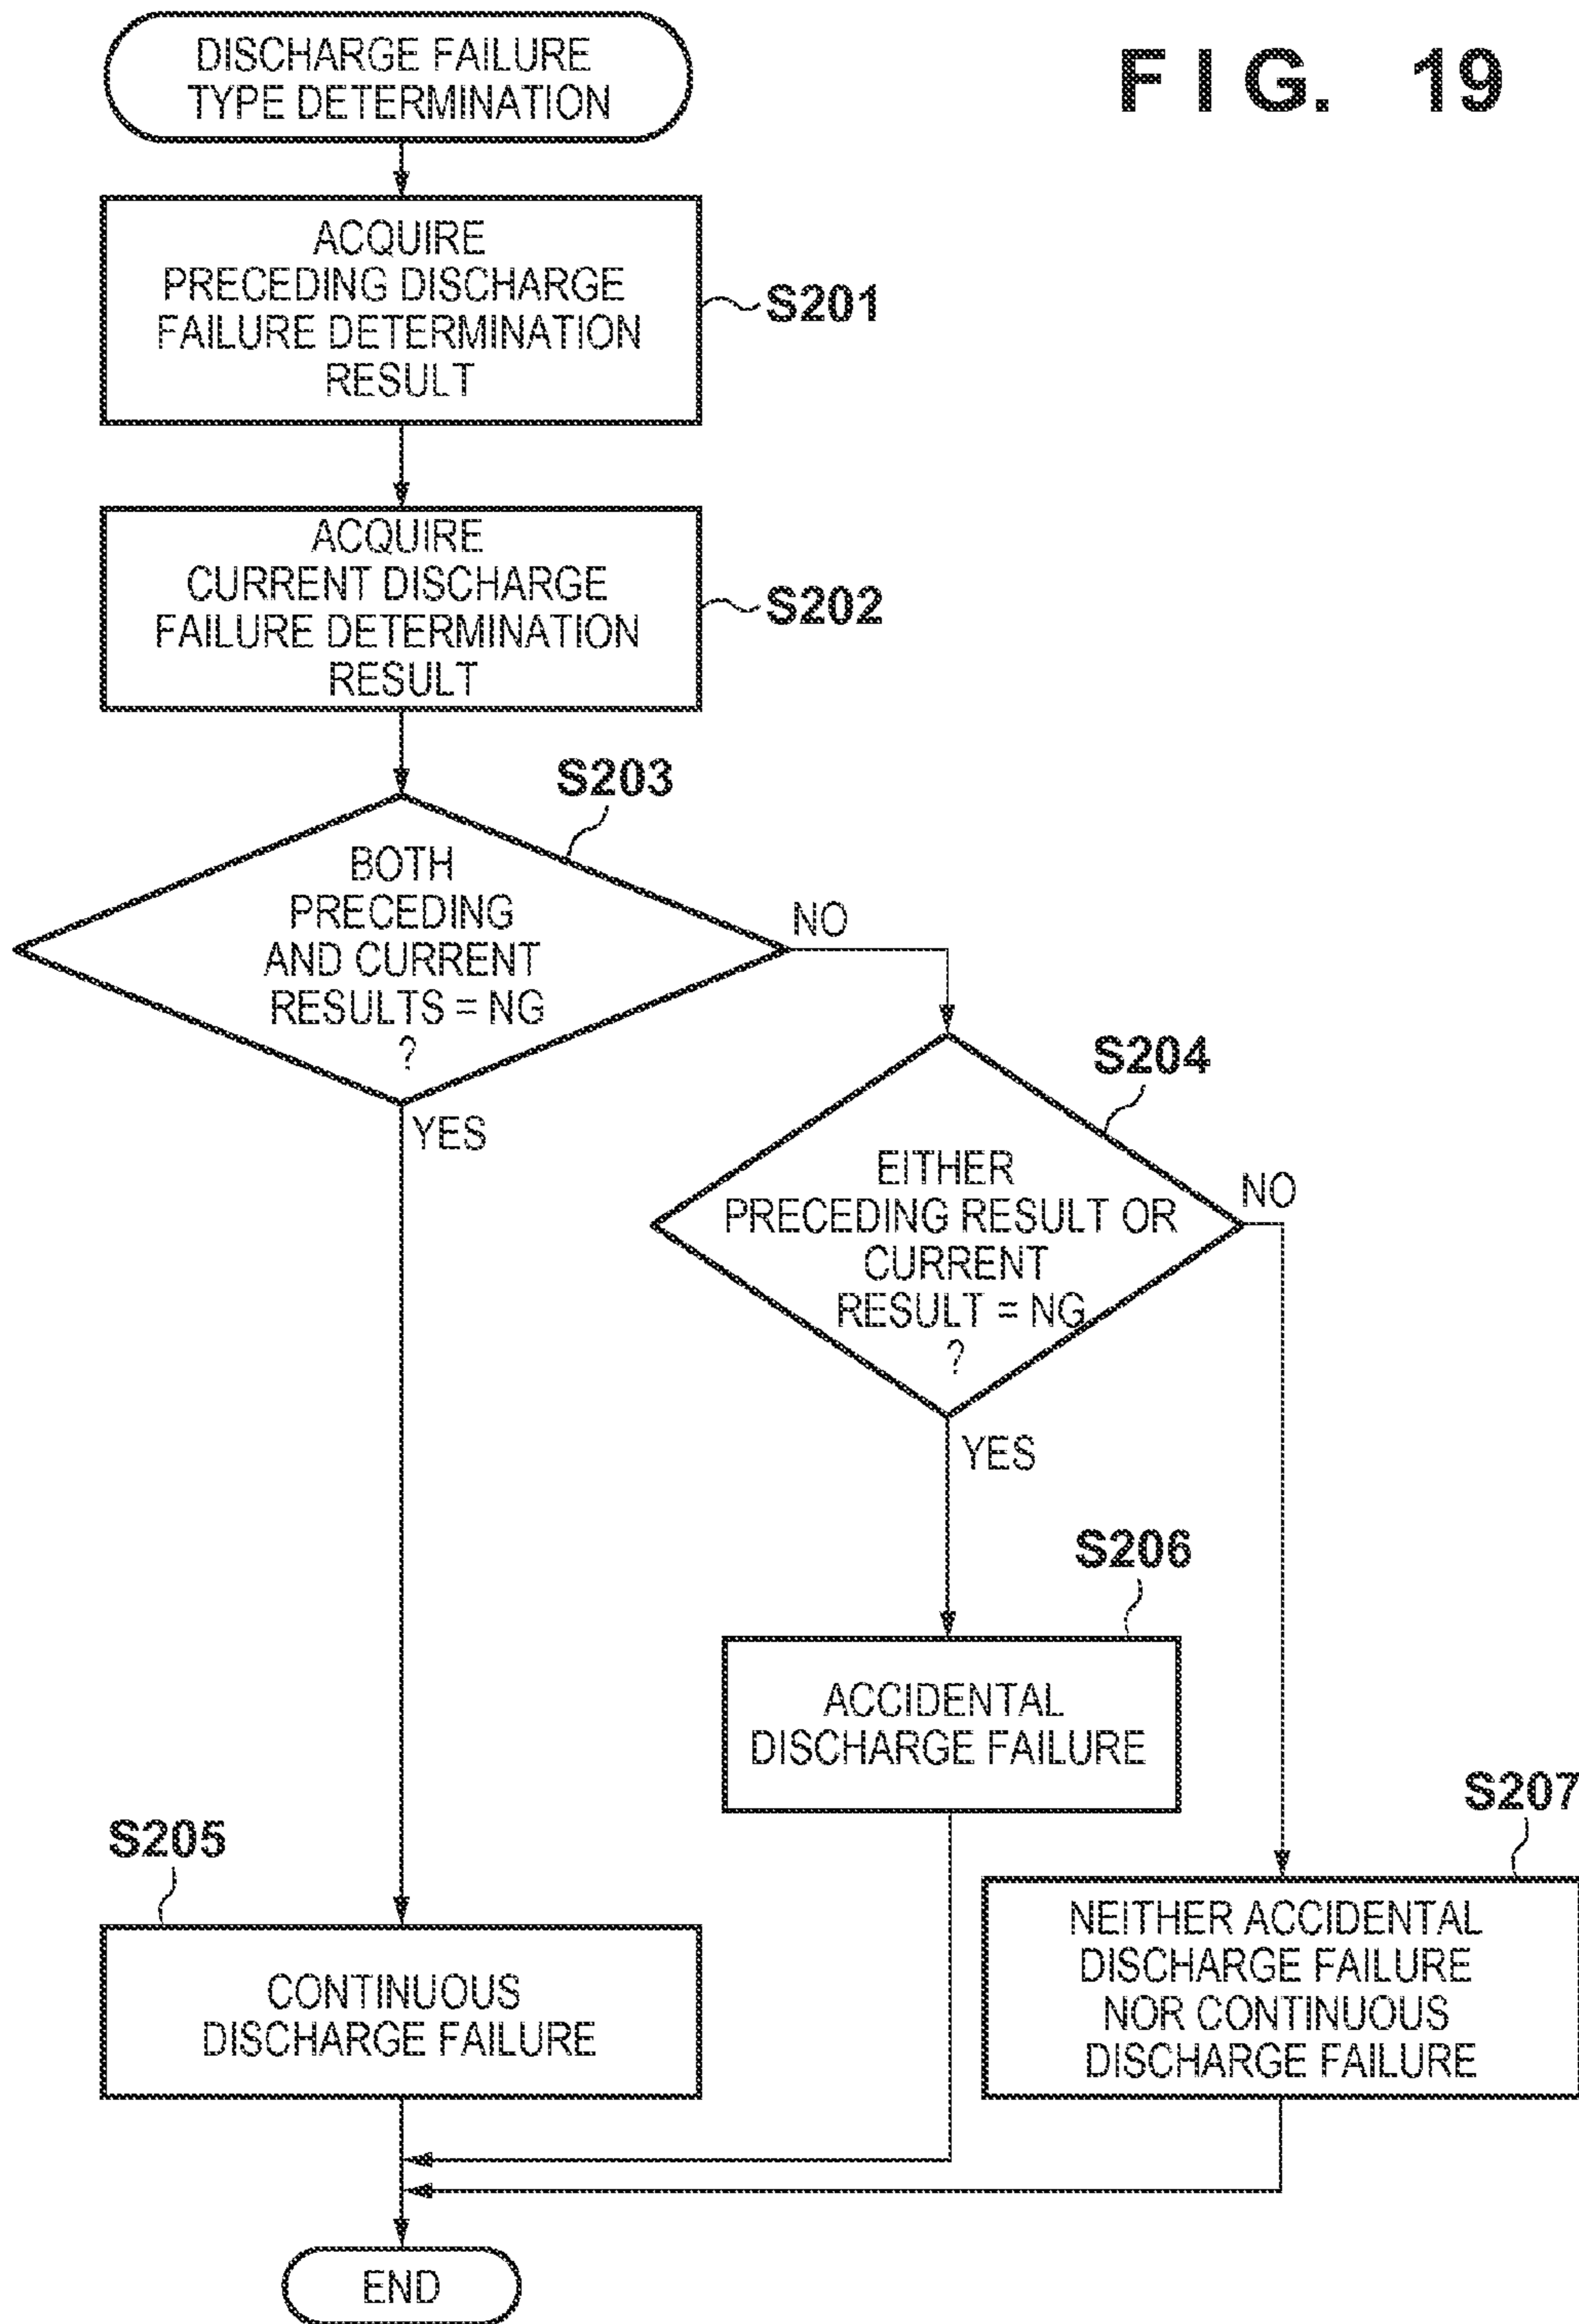 FIG. 19
DISCHARGE FAILURE
TYPE DETERMINATION
ACQUIRE
PRECEDING DISCHARGE
FAILURE DETERMINATION
RESULT
S201
ACQUIRE
CURRENT DISCHARGE
FAILURE DETERMINATION
RESULT
S202
S203
BOTH
PRECEDING
AND CURRENT
RESULTS = NG
?
NO
YES
S204
EITHER
PRECEDING RESULT OR
CURRENT
RESULT = NG
?
NO
YES
S206
ACCIDENTAL
DISCHARGE FAILURE
S207
NEITHER ACCIDENTAL
DISCHARGE FAILURE
NOR CONTINUOUS
DISCHARGE FAILURE
S205
CONTINUOUS
DISCHARGE FAILURE
END